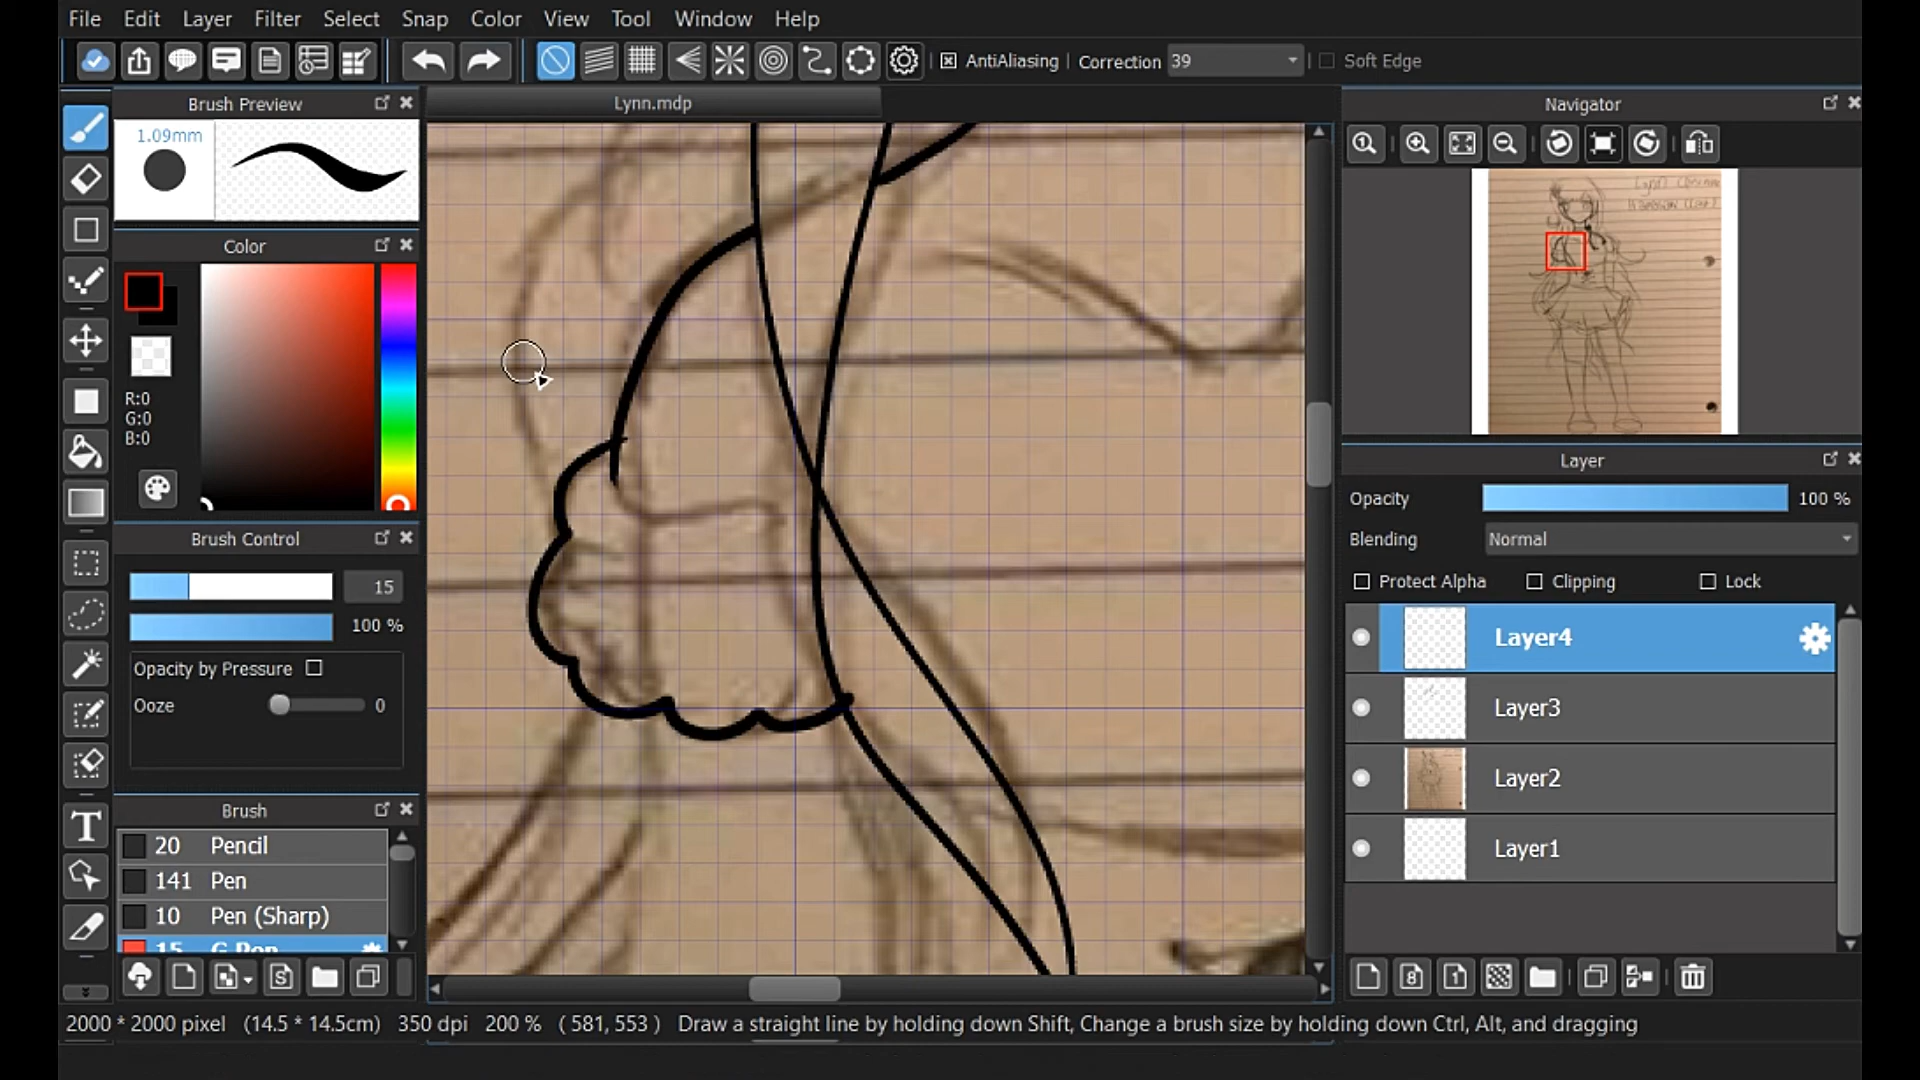 File Edit Layer Filter Select Snap Color View Tool Window Help
AntiAliasing Correction 39 Soft Edge
Brush Preview
Lynn.mdp
Navigator
1.09mm
Color
R:0
G:0
B:0
Brush Control
15
100 %
Opacity by Pressure
Ooze 0
Brush
20 Pencil
141 Pen
10 Pen (Sharp)
15 G Pen
Layer
Opacity 100 %
Blending Normal
Protect Alpha Clipping Lock
Layer4
Layer3
Layer2
Layer1
2000 * 2000 pixel (14.5 * 14.5cm) 350 dpi 200 % ( 581, 553 ) Draw a straight line by holding down Shift, Change a brush size by holding down Ctrl, Alt, and dragging